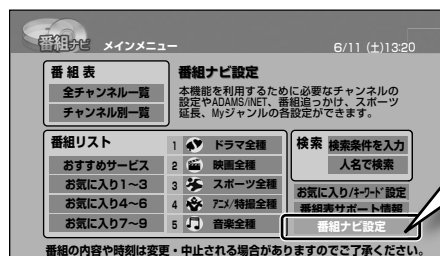 番組ナビ メインメニュー 6/11 (土)13:20
番組表
全チャンネル一覧
チャンネル別一覧
番組ナビ設定
本機能を利用するために必要なチャンネルの
設定やADAMS/iNET、番組追っかけ、スポーツ
延長、Myジャンルの各設定ができます。
番組リスト
おすすめサービス
お気に入り1~3
お気に入り4~6
お気に入り7~9
1 ドラマ全種
2 映画全種
3 スポーツ全種
4 アニメ/特撮全種
5 音楽全種
検索 検索条件を入力
人名で検索
お気に入り/キーワード設定
番組表サポート情報
番組ナビ設定
番組の内容や時刻は変更・中止される場合がありますのでご了承ください。